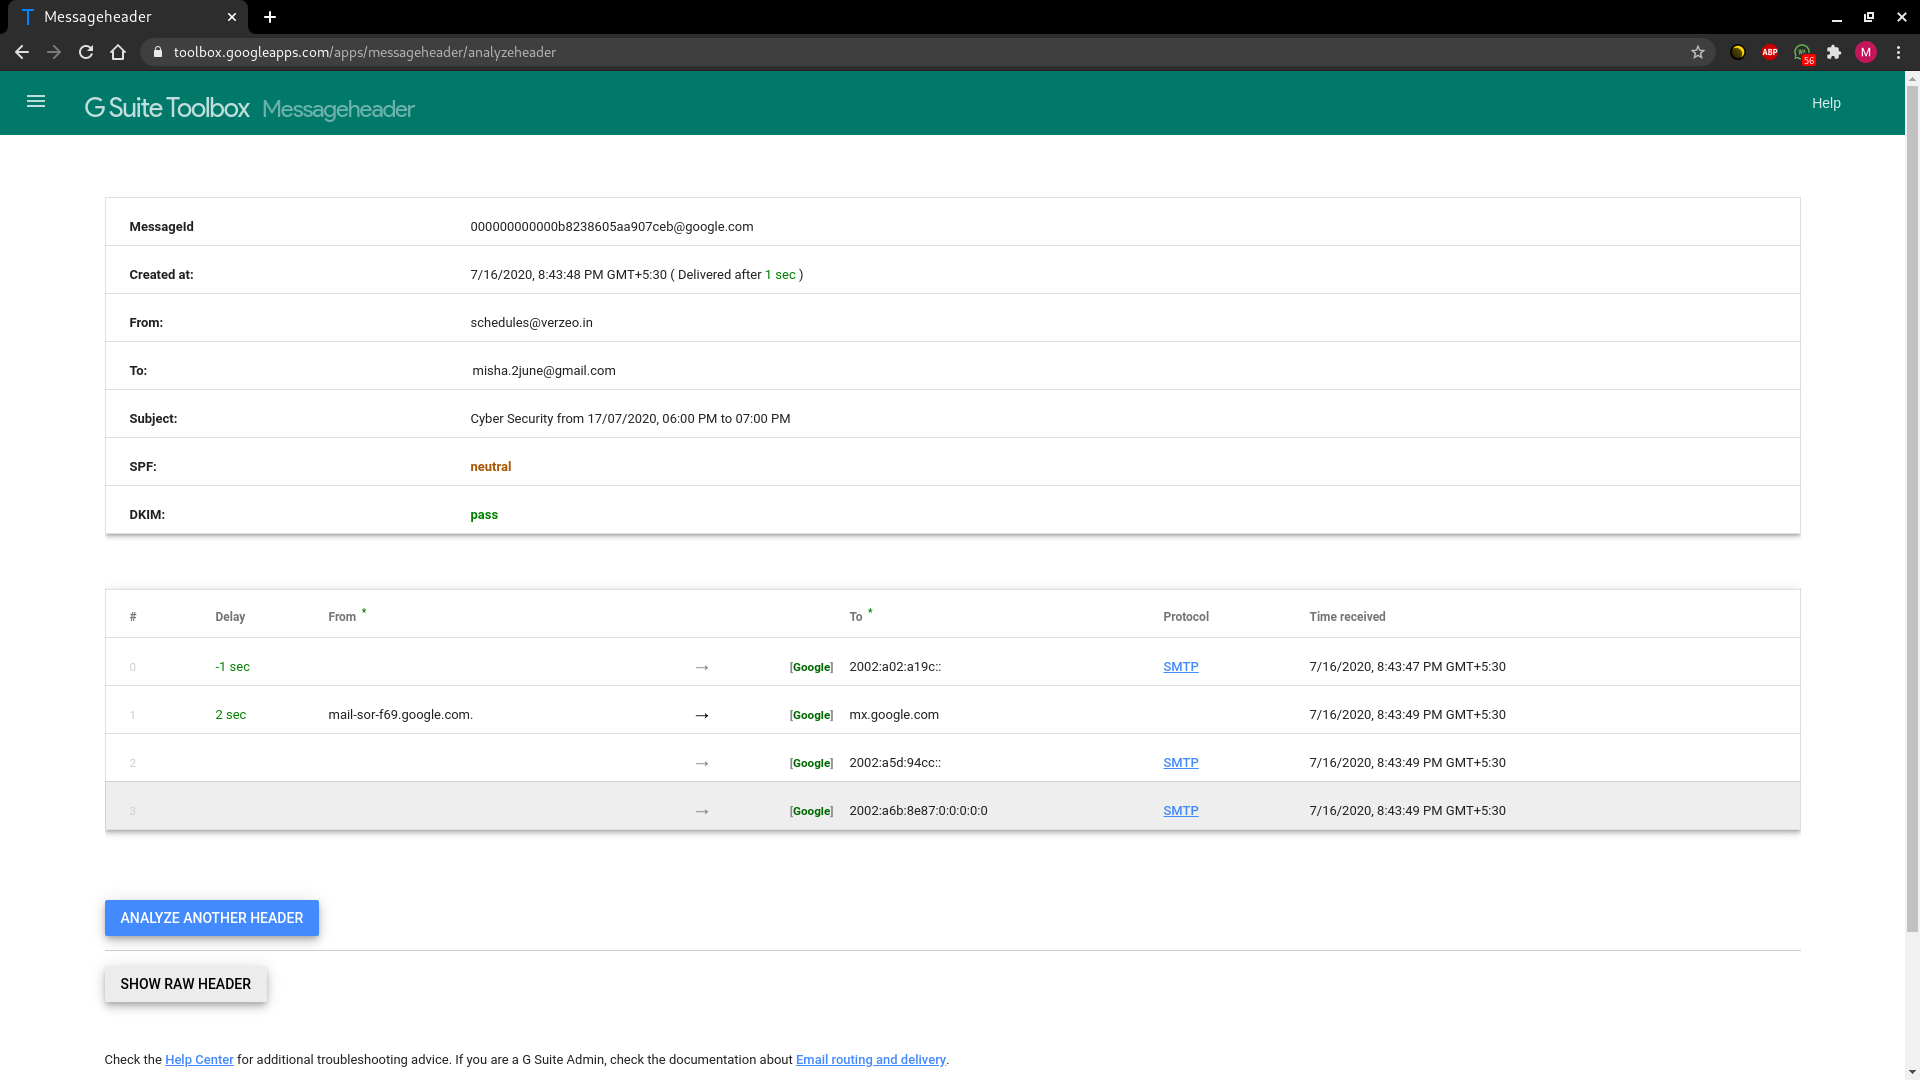 Messageheader
toolbox.googleapps.com/apps/messageheader/analyzeheader
ABP
56
M
G Suite Toolbox Messageheader
Help
MessageId 000000000000b8238605aa907ceb@google.com
Created at: 7/16/2020, 8:43:48 PM GMT+5:30 ( Delivered after 1 sec )
From: schedules@verzeo.in
To: misha.2june@gmail.com
Subject: Cyber Security from 17/07/2020, 06:00 PM to 07:00 PM
SPF: neutral
DKIM: pass
# Delay From * To * Protocol Time received
0 -1 sec → [Google] 2002:a02:a19c:: SMTP 7/16/2020, 8:43:47 PM GMT+5:30
1 2 sec mail-sor-f69.google.com. → [Google] mx.google.com 7/16/2020, 8:43:49 PM GMT+5:30
2 → [Google] 2002:a5d:94cc:: SMTP 7/16/2020, 8:43:49 PM GMT+5:30
3 → [Google] 2002:a6b:8e87:0:0:0:0:0 SMTP 7/16/2020, 8:43:49 PM GMT+5:30
ANALYZE ANOTHER HEADER
SHOW RAW HEADER
Check the Help Center for additional troubleshooting advice. If you are a G Suite Admin, check the documentation about Email routing and delivery.